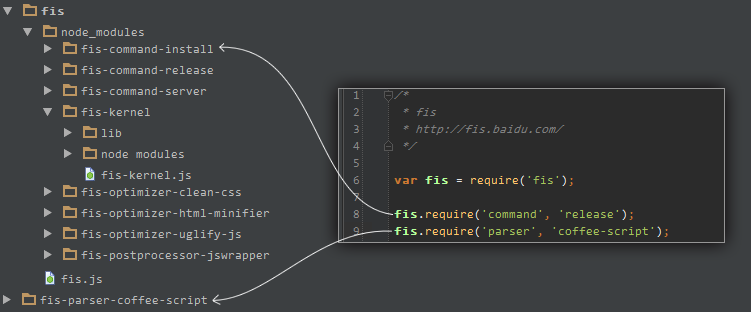 fis
node_modules
fis-command-install
fis-command-release
fis-command-server
fis-kernel
lib
node modules
fis-kernel.js
fis-optimizer-clean-css
fis-optimizer-html-minifier
fis-optimizer-uglify-js
fis-postprocessor-jswrapper
fis.js
fis-parser-coffee-script
1 /*
2 * fis
3 * http://fis.baidu.com/
4 */
5
6 var fis = require('fis');
7
8 fis.require('command', 'release');
9 fis.require('parser', 'coffee-script');